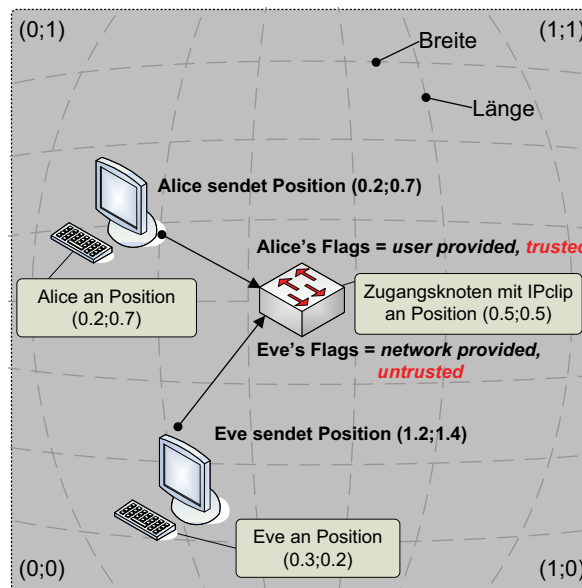 (0;1)
(1;1)
Breite
Länge
Alice sendet Position (0.2;0.7)
Alice's Flags = user provided, trusted
Alice an Position
(0.2;0.7)
Zugangsknoten mit IPclip
an Position (0.5;0.5)
Eve's Flags = network provided,
untrusted
Eve sendet Position (1.2;1.4)
Eve an Position
(0.3;0.2)
(0;0)
(1;0)